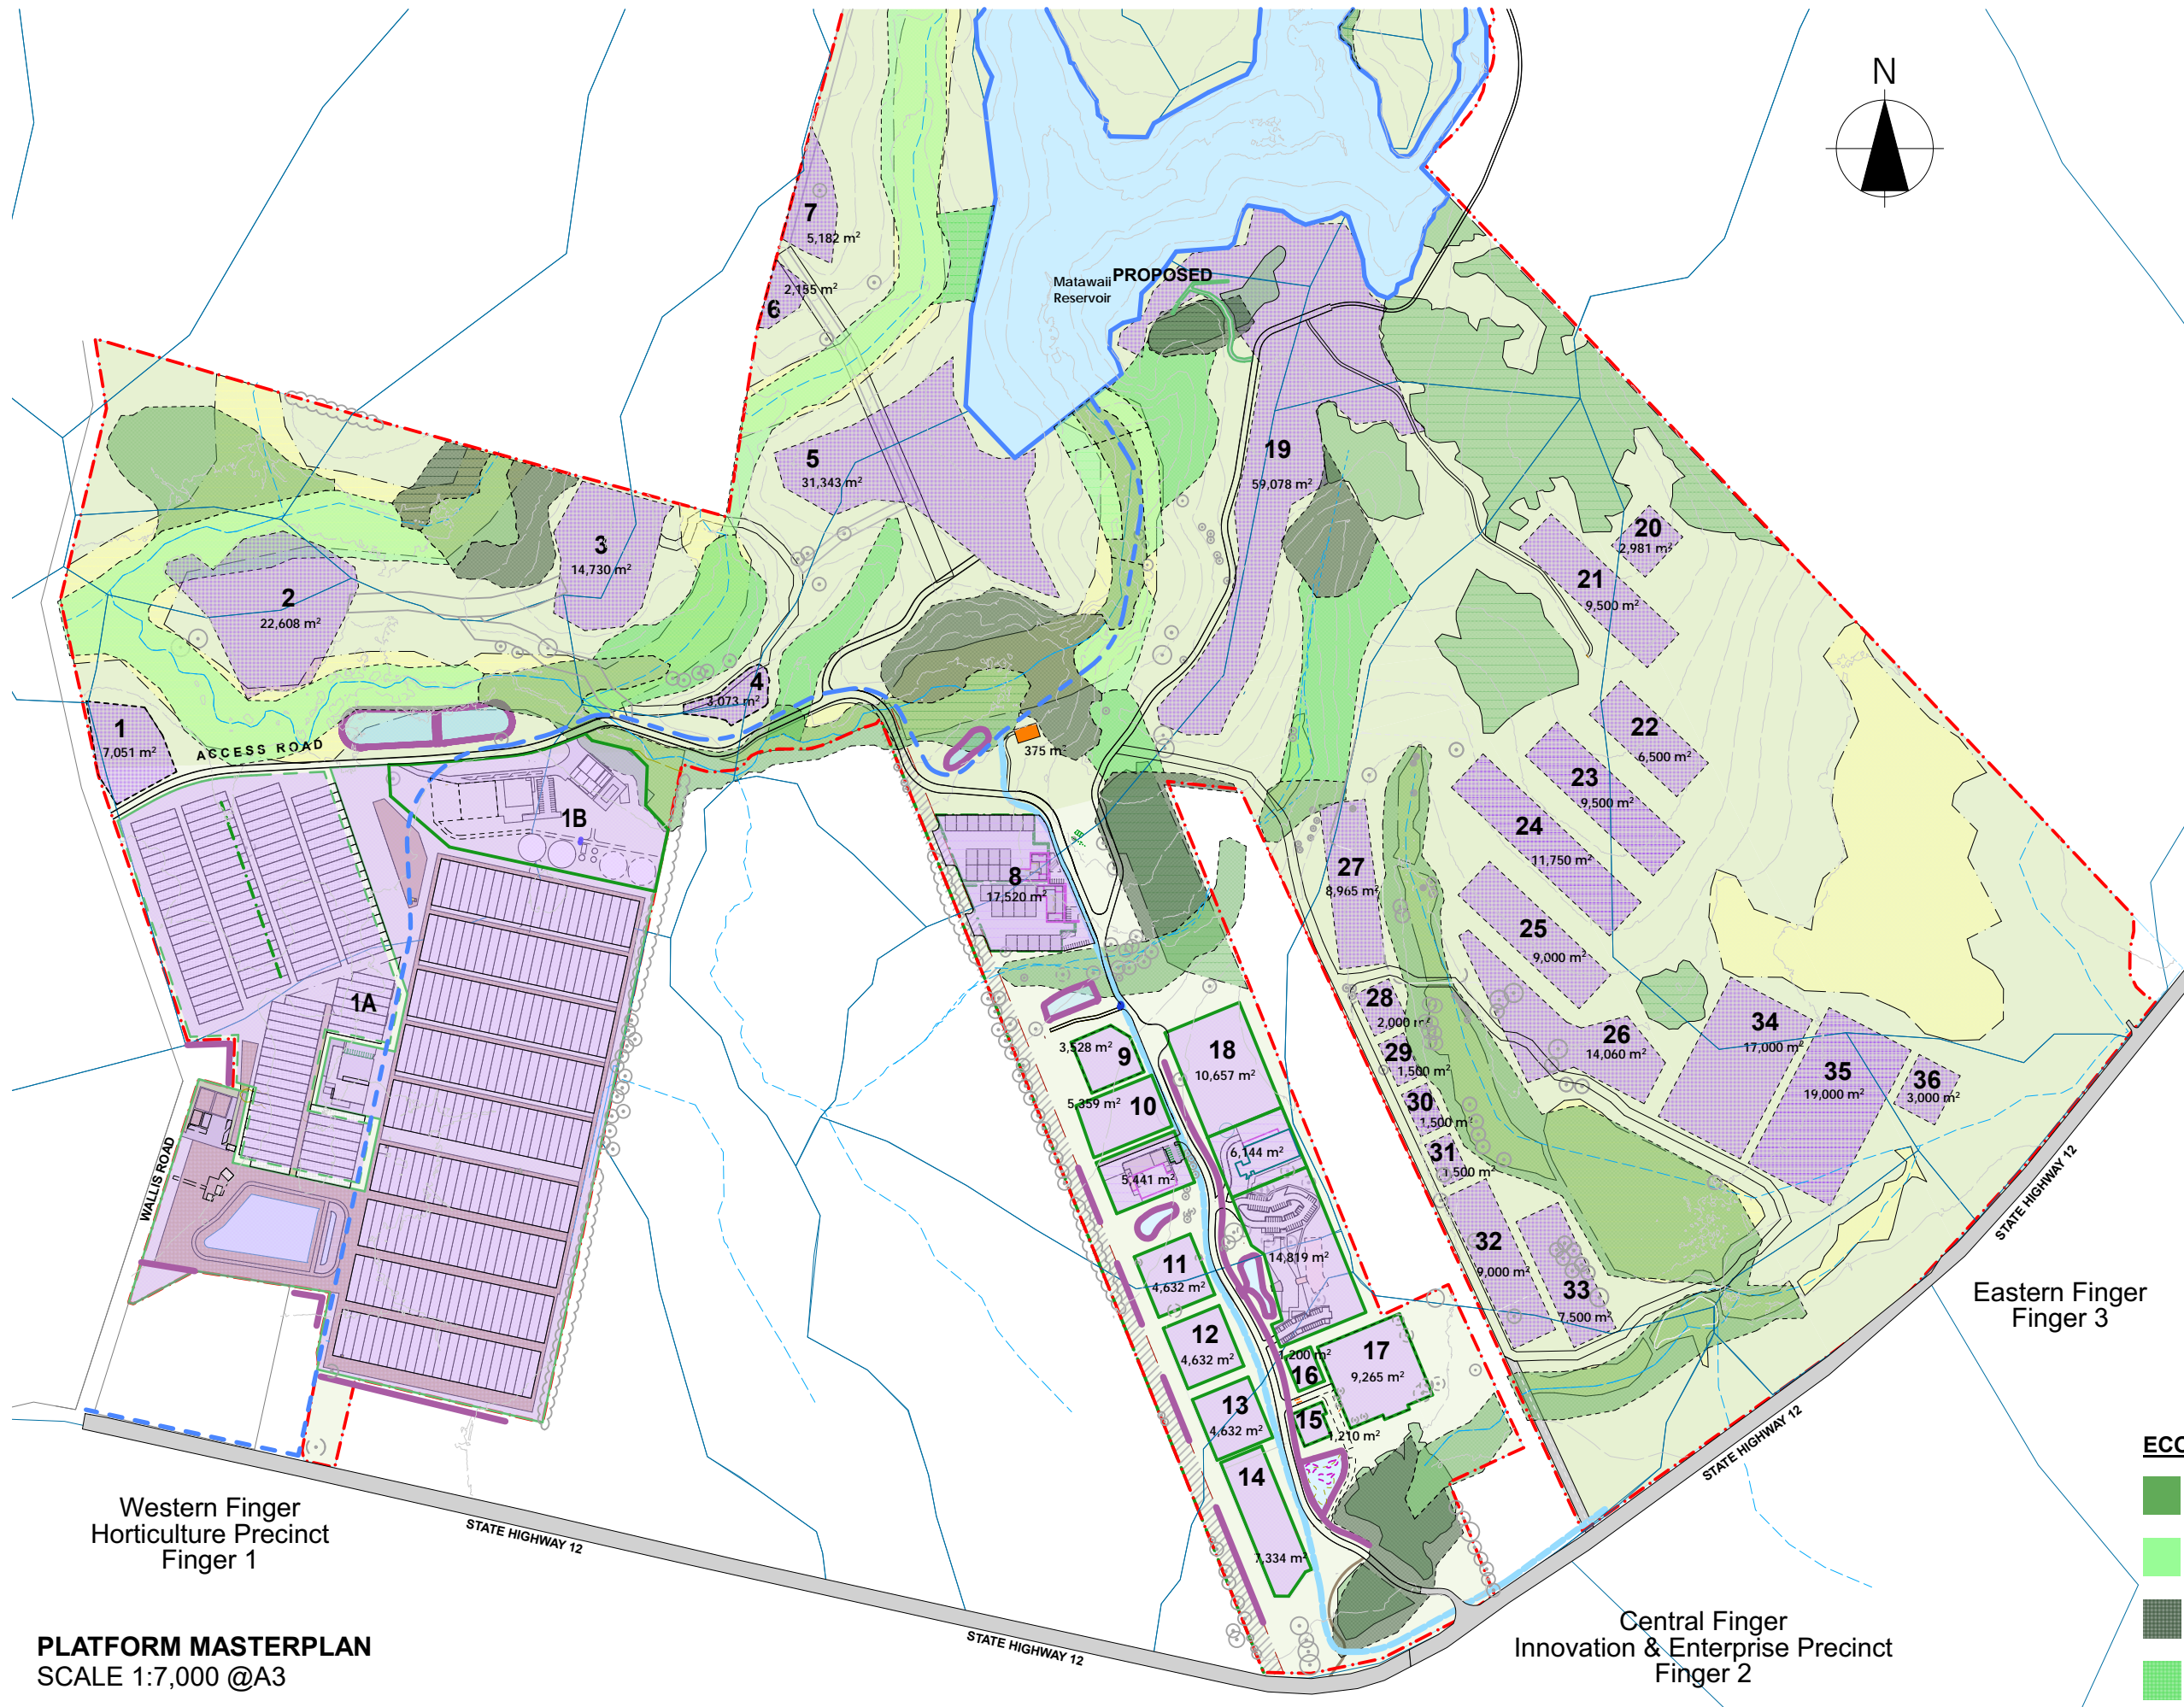 N
7
5,182 m²
2,155 m²
6
Matawaii
Reservoir
PROPOSED
5
31,343 m²
19
59,078 m²
3
14,730 m²
20
2,981 m²
21
9,500 m²
2
22,608 m²
4
3,073 m²
1
7,051 m²
ACCESS ROAD
375 m²
22
6,500 m²
23
9,500 m²
24
11,750 m²
1B
8
17,520 m²
27
8,965 m²
25
9,000 m²
1A
28
2,000 m²
26
14,060 m²
34
17,000 m²
3,528 m²
9
18
10,657 m²
29
1,500 m²
35
19,000 m²
36
3,000 m²
5,359 m²
10
30
1,500 m²
6,144 m²
31
1,500 m²
5,441 m²
WALLIS ROAD
STATE HIGHWAY 12
11
4,632 m²
14,819 m²
32
9,000 m²
33
7,500 m²
Eastern Finger
Finger 3
12
4,632 m²
1,200 m²
16
17
9,265 m²
13
4,632 m²
15
1,210 m²
STATE HIGHWAY 12
ECO
14
7,334 m²
Western Finger
Horticulture Precinct
Finger 1
STATE HIGHWAY 12
STATE HIGHWAY 12
Central Finger
Innovation & Enterprise Precinct
Finger 2
PLATFORM MASTERPLAN
SCALE 1:7,000 @A3